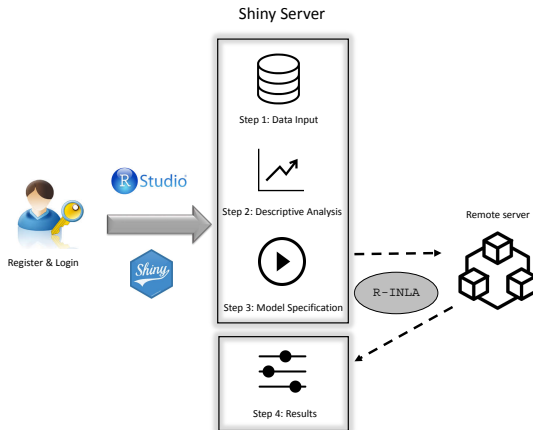 Shiny Server
Step 1: Data Input
R Studio®
Step 2: Descriptive Analysis
Register & Login
Shiny
Remote server
R-INLA
Step 3: Model Specification
Step 4: Results